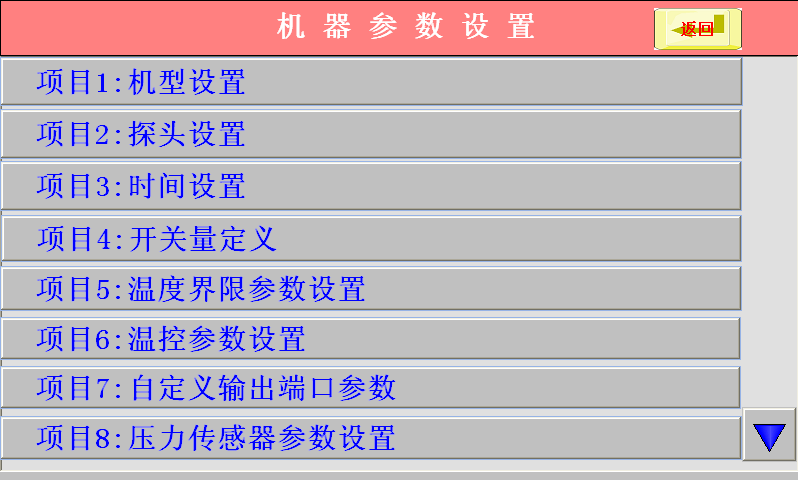 机器参数设置
返回
项目1:机型设置
项目2:探头设置
项目3:时间设置
项目4:开关量定义
项目5:温度界限参数设置
项目6:温控参数设置
项目7:自定义输出端口参数
项目8:压力传感器参数设置